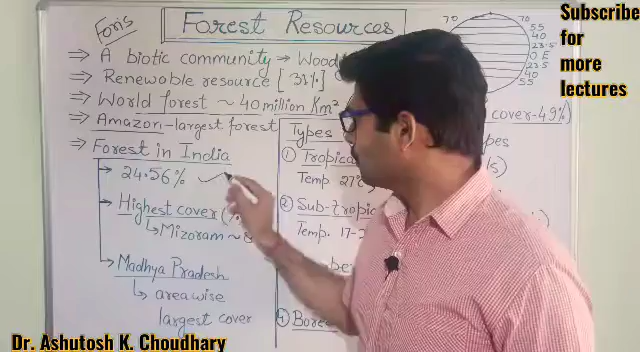 Foris
Forest Resources
70
70
55
40
23.5
0 E
23.5
40
55
Subscribe
for
more
lectures
⇒ A biotic community → Wood
⇒ Renewable resource [31%]
⇒ World forest ~ 40 million Km²
cover-49%)
⇒ Amazon-largest forest
⇒ Forest in India
→ 24.56%
→ Highest cover (%
↳ Mizoram ~ 8
→ Madhya Pradesh
↳ areawise
largest cover
Types
① Tropica
Temp 27°C
② Sub-tropic
Temp. 17-
be
④ Bore
pes
(s)
Dr. Ashutosh K. Choudhary